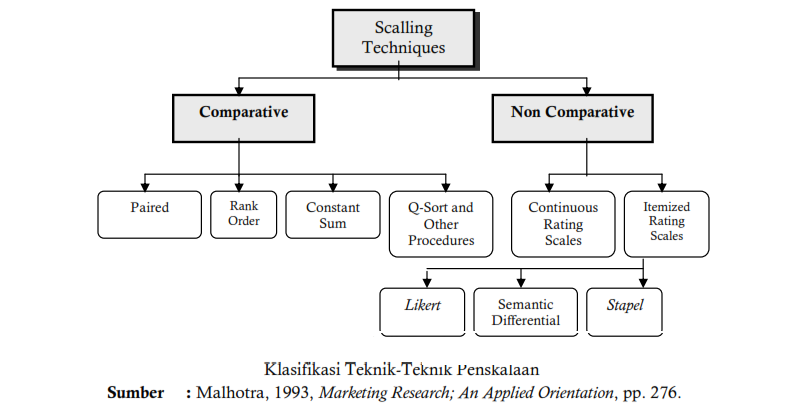 Scalling
Techniques
Comparative
Non Comparative
Paired
Rank
Order
Constant
Sum
Q-Sort and
Other
Procedures
Continuous
Rating
Scales
Itemized
Rating
Scales
Likert
Semantic
Differential
Stapel
Klasifikasi Teknik-Teknik Penskalaan
Sumber : Malhotra, 1993, Marketing Research; An Applied Orientation, pp. 276.